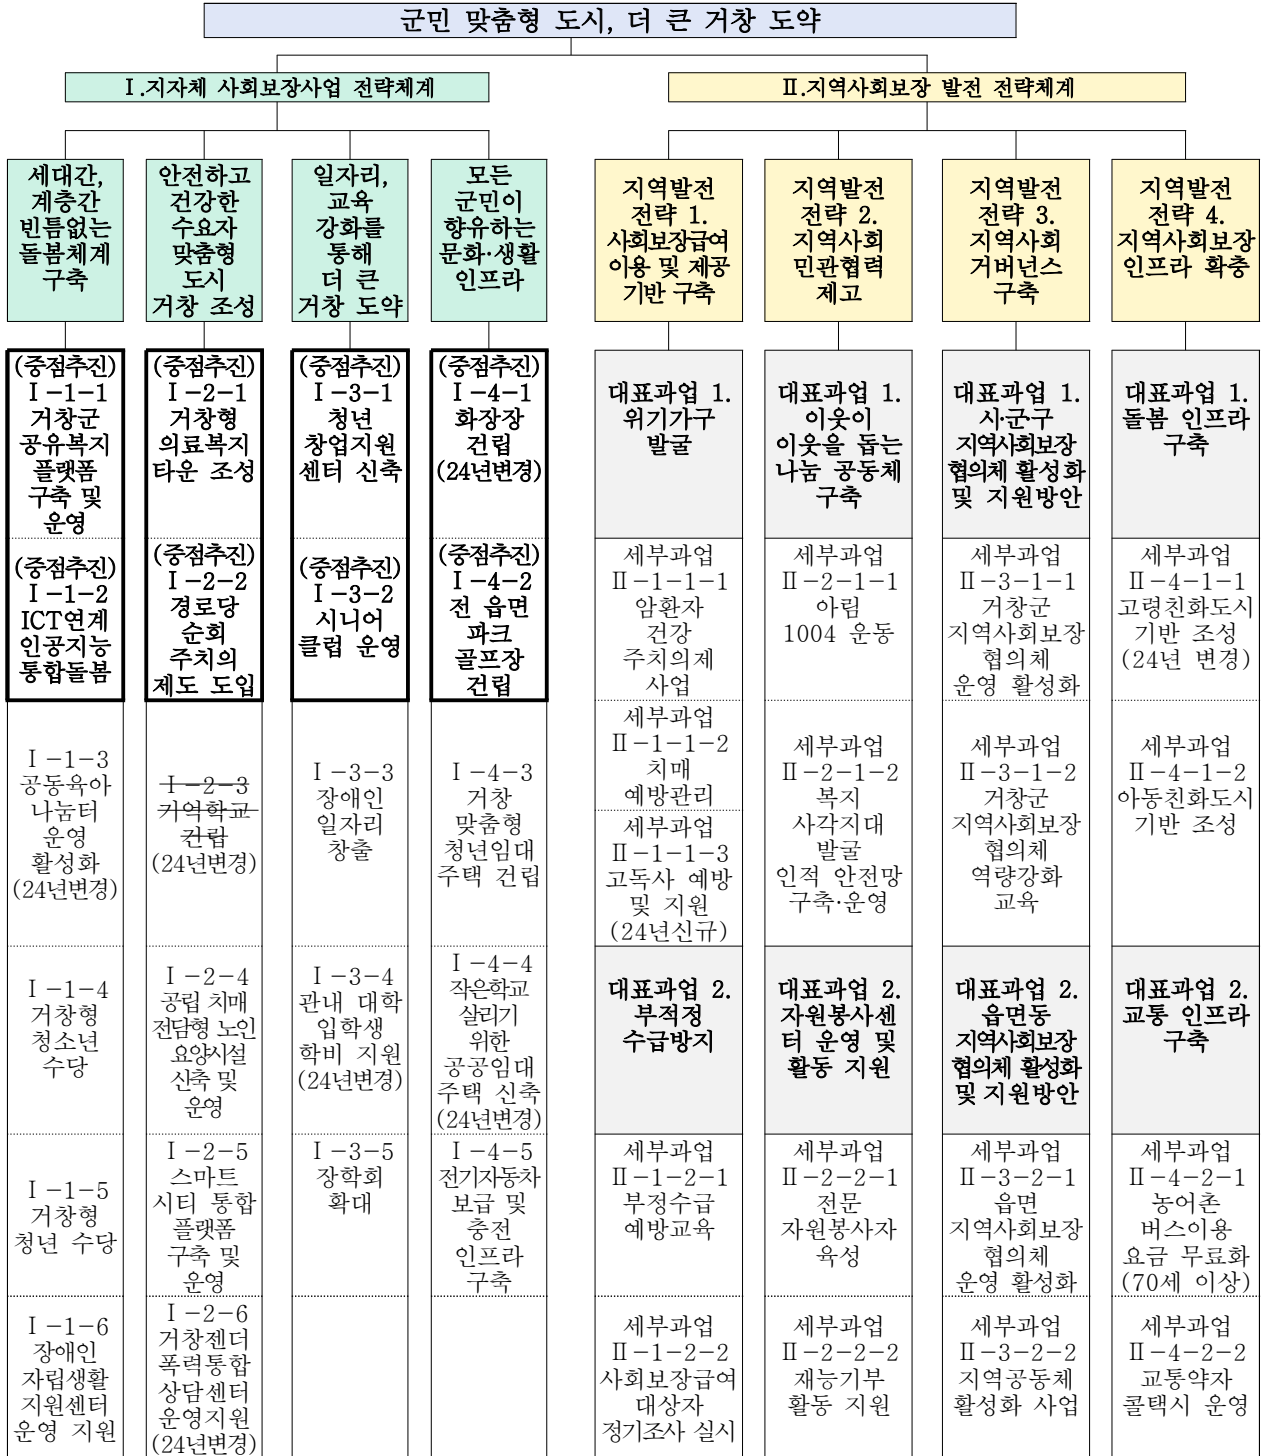 군민 맞춤형 도시, 더 큰 거창 도약
Ⅰ.지자체 사회보장사업 전략체계
세대간,
계층간
빈틈없는
돌봄체계
구축
(중점추진)
Ⅰ-1-1
거창군
공유복지
플랫폼
구축 및
운영
(중점추진)
Ⅰ-1-2
ICT연계
인공지능
통합돌봄
Ⅰ-1-3
공동육아
나눔터
운영
활성화
(24년변경)
Ⅰ-1-4
거창형
청소년
수당
Ⅰ-1-5
거창형
청년 수당
Ⅰ-1-6
장애인
자립생활
지원센터
운영 지원
안전하고
건강한
수요자
맞춤형
도시
거창 조성
(중점추진)
Ⅰ-2-1
거창형
의료복지
타운 조성
(중점추진)
Ⅰ-2-2
경로당
순회
주치의
제도 도입
Ⅰ-2-3
기억학교
건립
(24년변경)
Ⅰ-2-4
공립 치매
전담형 노인
요양시설
신축 및
운영
Ⅰ-2-5
스마트
시티 통합
플랫폼
구축 및
운영
Ⅰ-2-6
거창젠더
폭력통합
상담센터
운영지원
(24년변경)
일자리,
교육
강화를
통해
더 큰
거창 도약
(중점추진)
Ⅰ-3-1
청년
창업지원
센터 신축
(중점추진)
Ⅰ-3-2
시니어
클럽 운영
Ⅰ-3-3
장애인
일자리
창출
Ⅰ-3-4
관내 대학
입학생
학비 지원
(24년변경)
Ⅰ-3-5
장학회
확대
모든
군민이
향유하는
문화·생활
인프라
(중점추진)
Ⅰ-4-1
화장장
건립
(24년변경)
(중점추진)
Ⅰ-4-2
전 읍면
파크
골프장
건립
Ⅰ-4-3
거창
맞춤형
청년임대
주택 건립
Ⅰ-4-4
작은학교
살리기
위한
공공임대
주택 신축
(24년변경)
Ⅰ-4-5
전기자동차
보급 및
충전
인프라
구축
Ⅱ.지역사회보장 발전 전략체계
지역발전
전략 1.
사회보장급여
이용 및 제공
기반 구축
대표과업 1.
위기가구
발굴
세부과업
Ⅱ-1-1-1
암환자
건강
주치의제
사업
세부과업
Ⅱ-1-1-2
치매
예방관리
세부과업
Ⅱ-1-1-3
고독사 예방
및 지원
(24년신규)
대표과업 2.
부적정
수급방지
세부과업
Ⅱ-1-2-1
부정수급
예방교육
세부과업
Ⅱ-1-2-2
사회보장급여
대상자
정기조사 실시
지역발전
전략 2.
지역사회
민관협력
제고
대표과업 1.
이웃이
이웃을 돕는
나눔 공동체
구축
세부과업
Ⅱ-2-1-1
아림
1004 운동
세부과업
Ⅱ-2-1-2
복지
사각지대
발굴
인적 안전망
구축·운영
대표과업 2.
자원봉사센
터 운영 및
활동 지원
세부과업
Ⅱ-2-2-1
전문
자원봉사자
육성
세부과업
Ⅱ-2-2-2
재능기부
활동 지원
지역발전
전략 3.
지역사회
거버넌스
구축
대표과업 1.
시·군·구
지역사회보장
협의체 활성화
및 지원방안
세부과업
Ⅱ-3-1-1
거창군
지역사회보장
협의체
운영 활성화
세부과업
Ⅱ-3-1-2
거창군
지역사회보장
협의체
역량강화
교육
대표과업 2.
읍면동
지역사회보장
협의체 활성화
및 지원방안
세부과업
Ⅱ-3-2-1
읍면
지역사회보장
협의체
운영 활성화
세부과업
Ⅱ-3-2-2
지역공동체
활성화 사업
지역발전
전략 4.
지역사회보장
인프라 확충
대표과업 1.
돌봄 인프라
구축
세부과업
Ⅱ-4-1-1
고령친화도시
기반 조성
(24년 변경)
세부과업
Ⅱ-4-1-2
아동친화도시
기반 조성
대표과업 2.
교통 인프라
구축
세부과업
Ⅱ-4-2-1
농어촌
버스이용
요금 무료화
(70세 이상)
세부과업
Ⅱ-4-2-2
교통약자
콜택시 운영